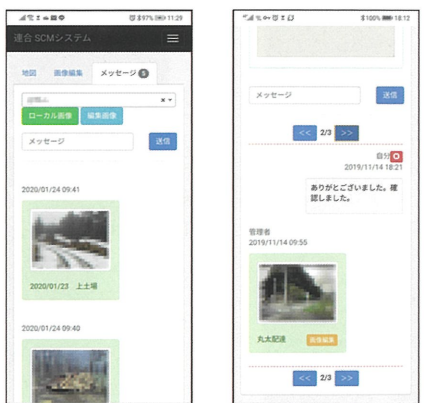 97% 11:29
連合 SCMシステム
地図 画像編集 メッセージ 5
x
ローカル画像 編集画像
メッセージ 送信
2020/01/24 09:41
2020/01/23 上土場
2020/01/24 09:40
100% 18:12
メッセージ 送信
<< 2/3 >>
自分
2019/11/14 18:21
ありがとございました。確
認しました。
管理者
2019/11/14 09:55
丸太配達 画像編集
<< 2/3 >>